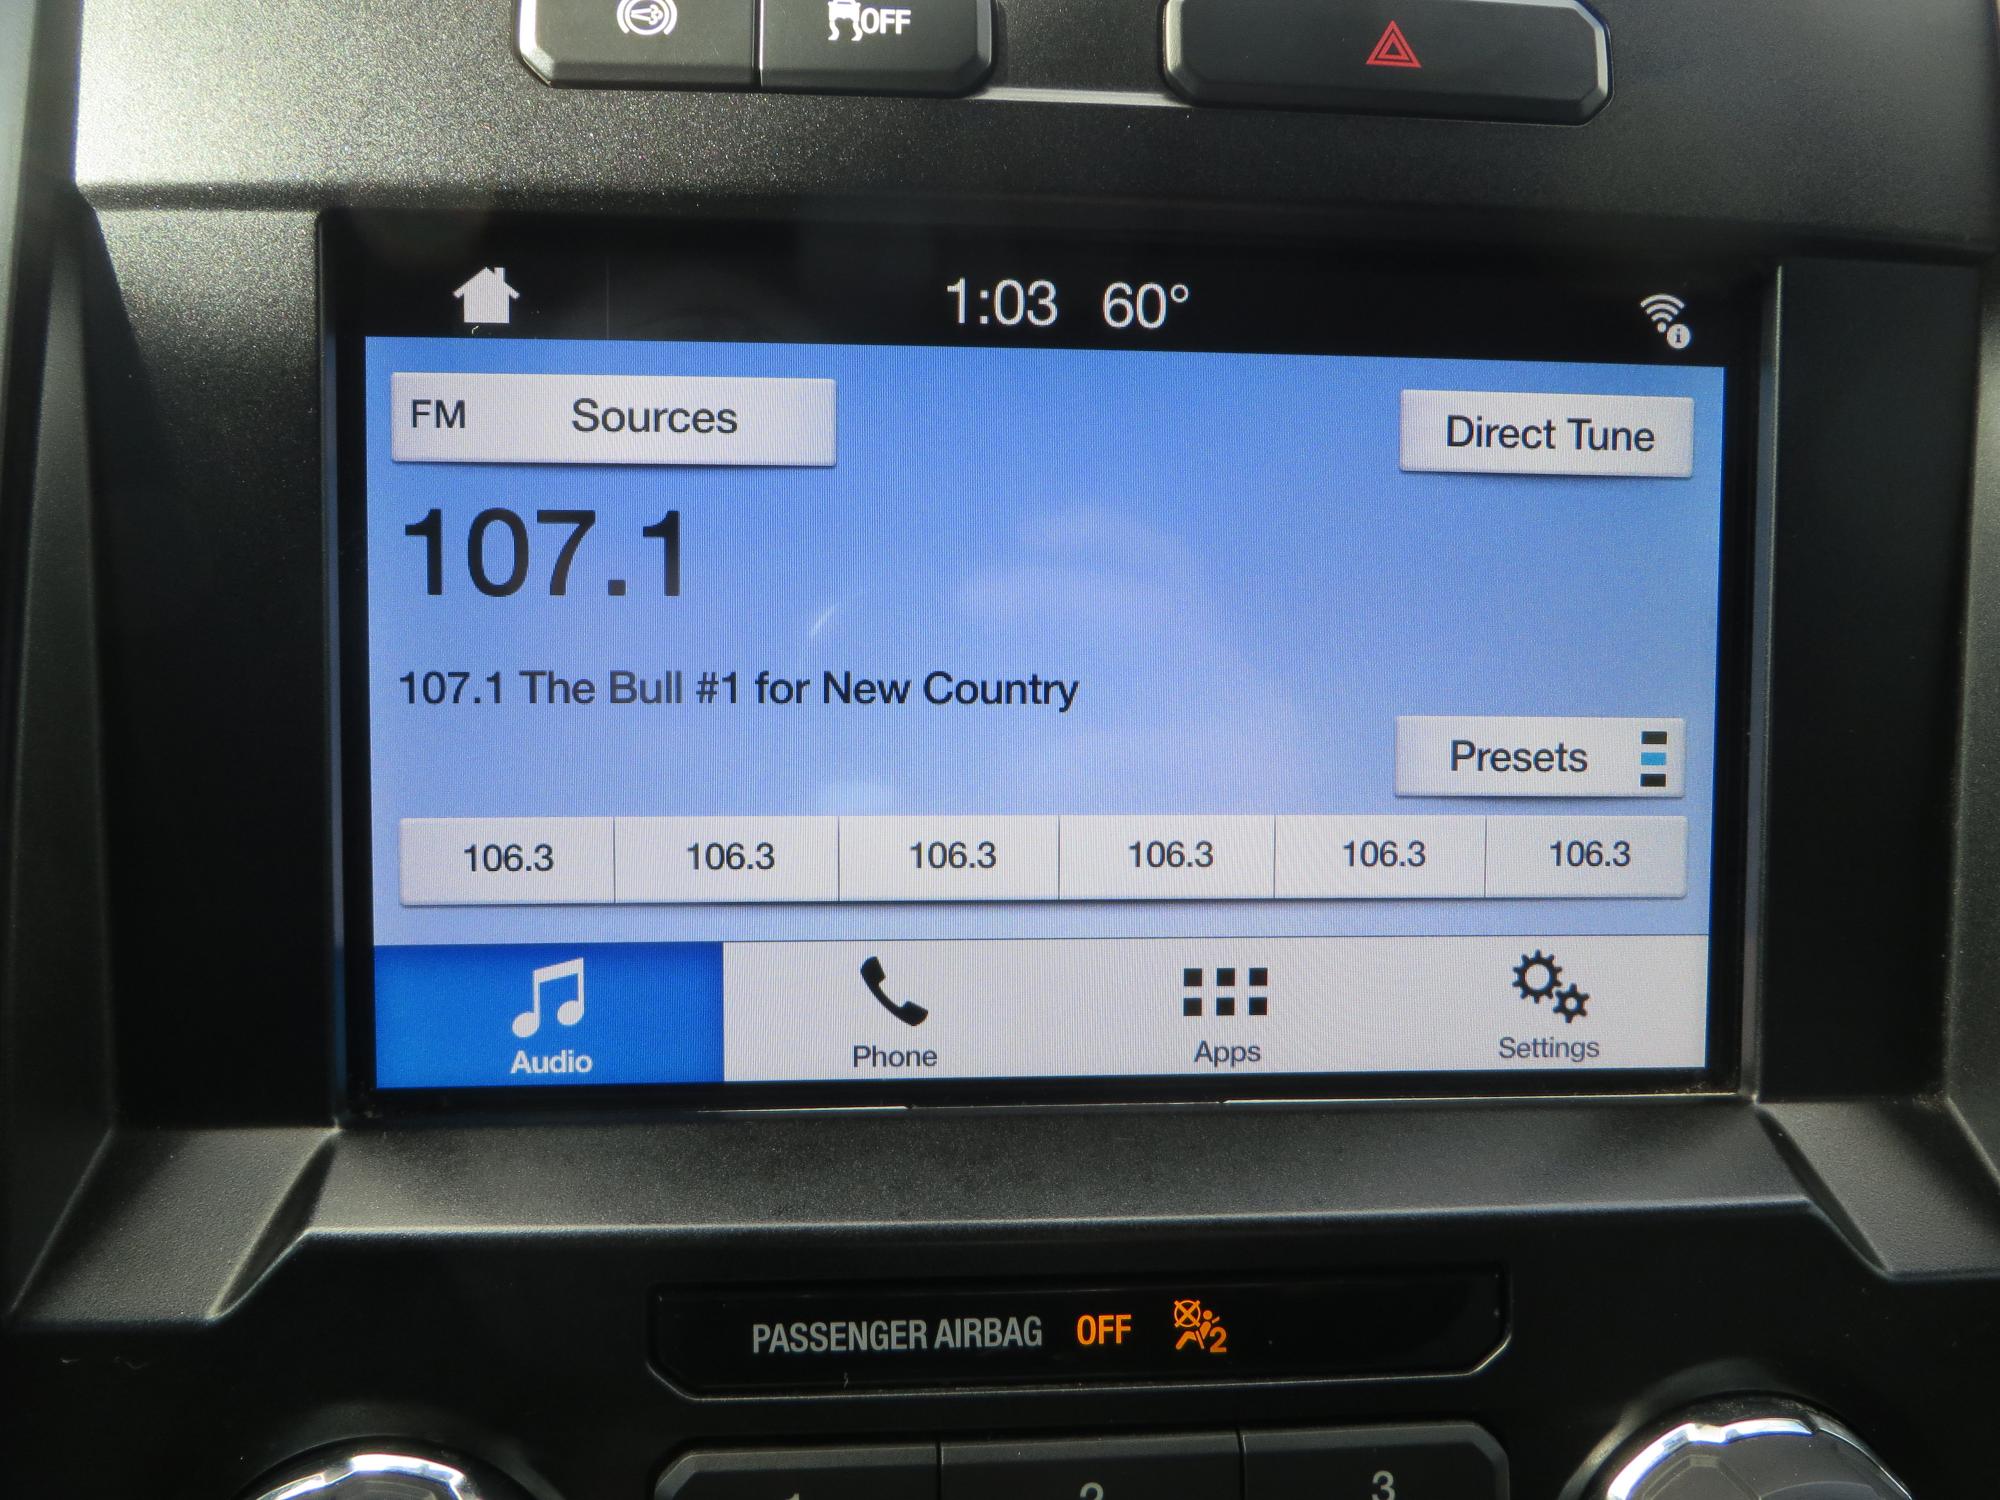 OFF
1:03 60°
FM Sources
Direct Tune
107.1
107.1 The Bull #1 for New Country
Presets
106.3 106.3 106.3 106.3 106.3 106.3
Audio Phone Apps Settings
PASSENGER AIRBAG OFF 2
1 2 3